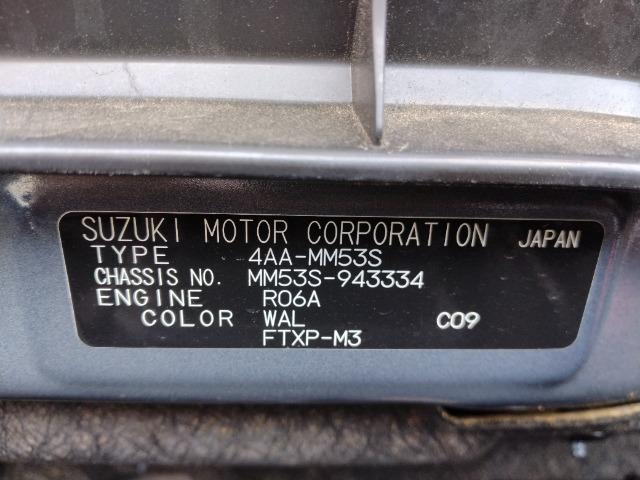 SUZUKI MOTOR CORPORATION JAPAN
TYPE 4AA-MM53S
CHASSIS NO. MM53S-943334
ENGINE R06A
COLOR WAL C09
FTXP-M3